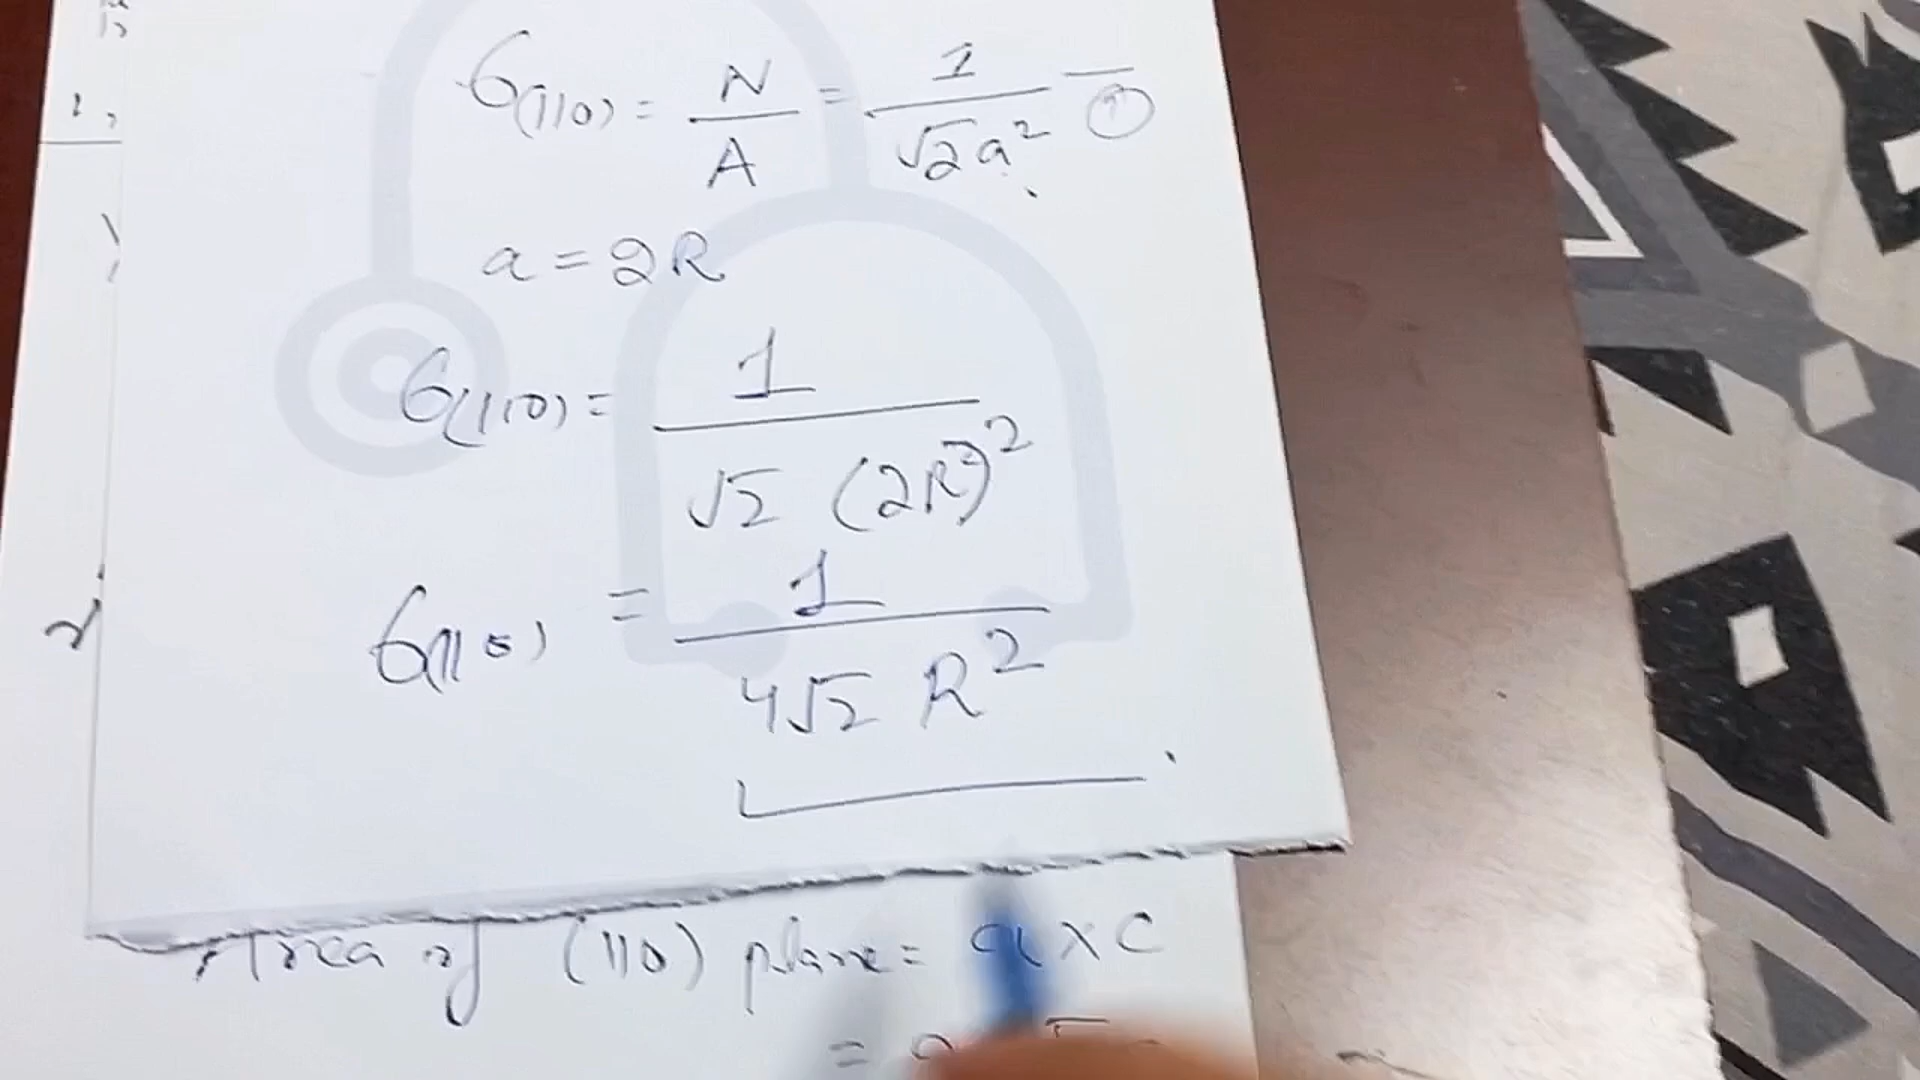 σ(110) = N/A = 1/√2a² — ①
a = 2R
σ(110) = 1/√2 (2R)²
σ(110) = 1/4√2 R²
Area of (110) plane = a x c
=